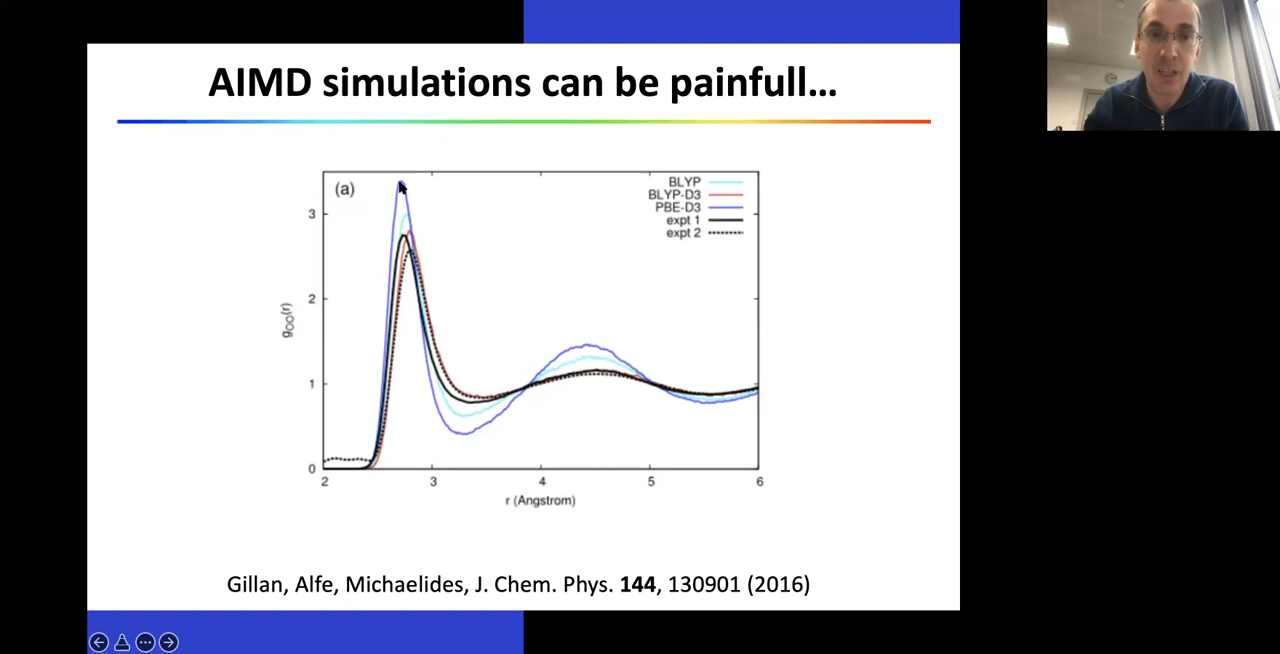 AIMD simulations can be painfull...
(a)
BLYP
BLYP-D3
PBE-D3
expt 1
expt 2
3
2
1
0
g_OO(r)
2 3 4 5 6
r (Angstrom)
Gillan, Alfe, Michaelides, J. Chem. Phys. 144, 130901 (2016)